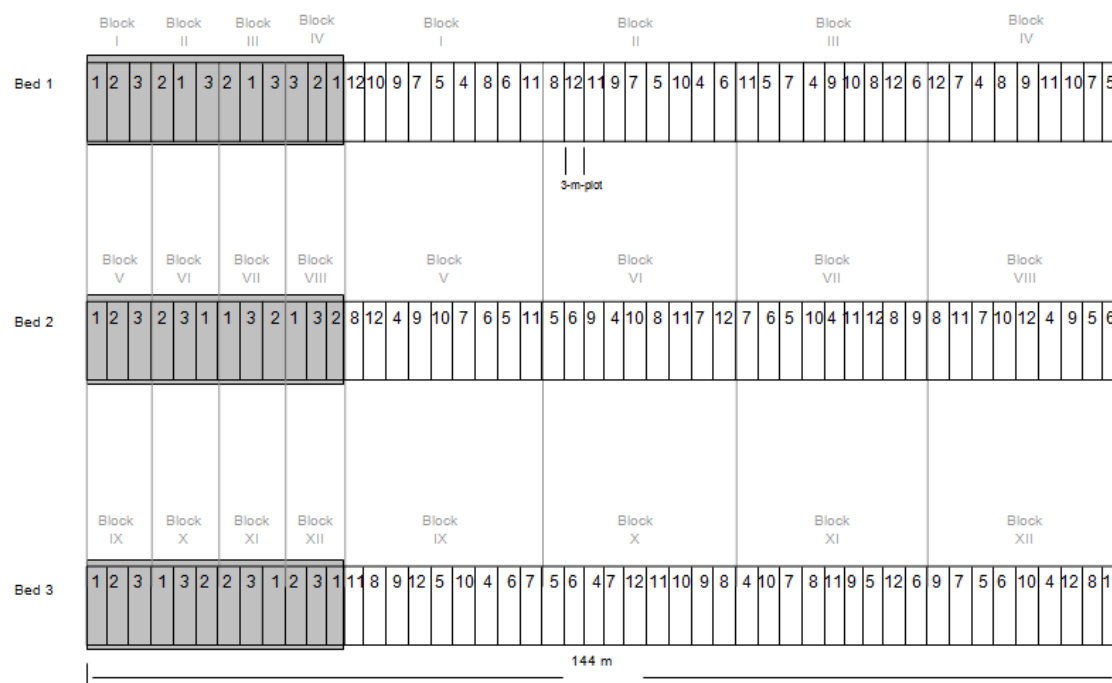 Block Block Block Block Block Block Block Block
I II III IV I II III IV
Bed 1 1 2 3 2 1 3 2 1 3 3 2 1 12 10 9 7 5 4 8 6 11 8 12 11 9 7 5 10 4 6 11 5 7 4 9 10 8 12 6 12 7 4 8 9 11 10 7 5
3-m-plot
Block Block Block Block Block Block Block Block
V VI VII VIII V VI VII VIII
Bed 2 1 2 3 2 3 1 1 3 2 1 3 2 8 12 4 9 10 7 6 5 11 5 6 9 4 10 8 11 7 12 7 6 5 10 4 11 12 8 9 8 11 7 10 12 4 9 5 6
Block Block Block Block Block Block Block Block
IX X XI XII IX X XI XII
Bed 3 1 2 3 1 3 2 2 3 1 2 3 1 11 8 9 12 5 10 4 6 7 5 6 4 7 12 11 10 9 8 4 10 7 8 11 9 5 12 6 9 7 5 6 10 4 12 8
144 m